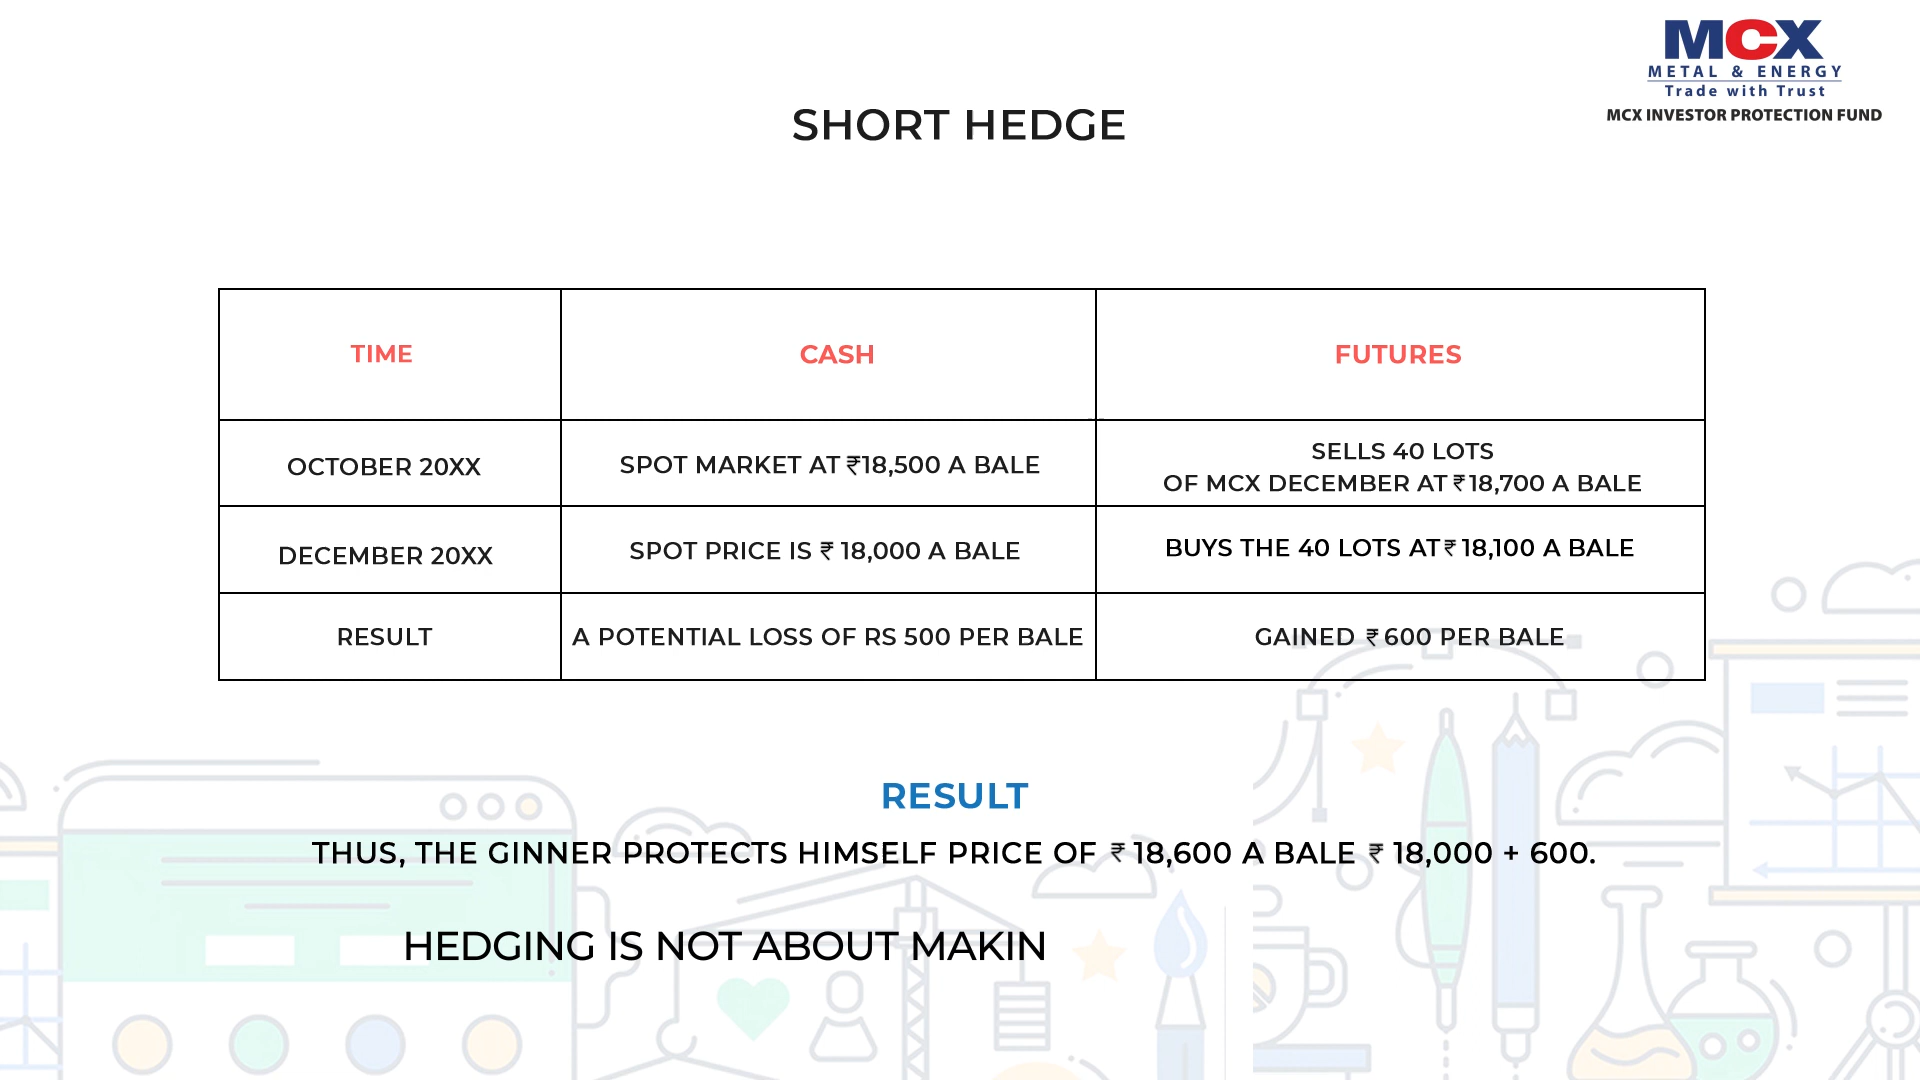 MCX
METAL & ENERGY
Trade with Trust
MCX INVESTOR PROTECTION FUND
SHORT HEDGE
TIME
CASH
FUTURES
OCTOBER 20XX
SPOT MARKET AT ₹18,500 A BALE
SELLS 40 LOTS
OF MCX DECEMBER AT ₹18,700 A BALE
DECEMBER 20XX
SPOT PRICE IS ₹ 18,000 A BALE
BUYS THE 40 LOTS AT ₹18,100 A BALE
RESULT
A POTENTIAL LOSS OF RS 500 PER BALE
GAINED ₹600 PER BALE
RESULT
THUS, THE GINNER PROTECTS HIMSELF PRICE OF ₹18,600 A BALE ₹ 18,000 + 600.
HEDGING IS NOT ABOUT MAKIN